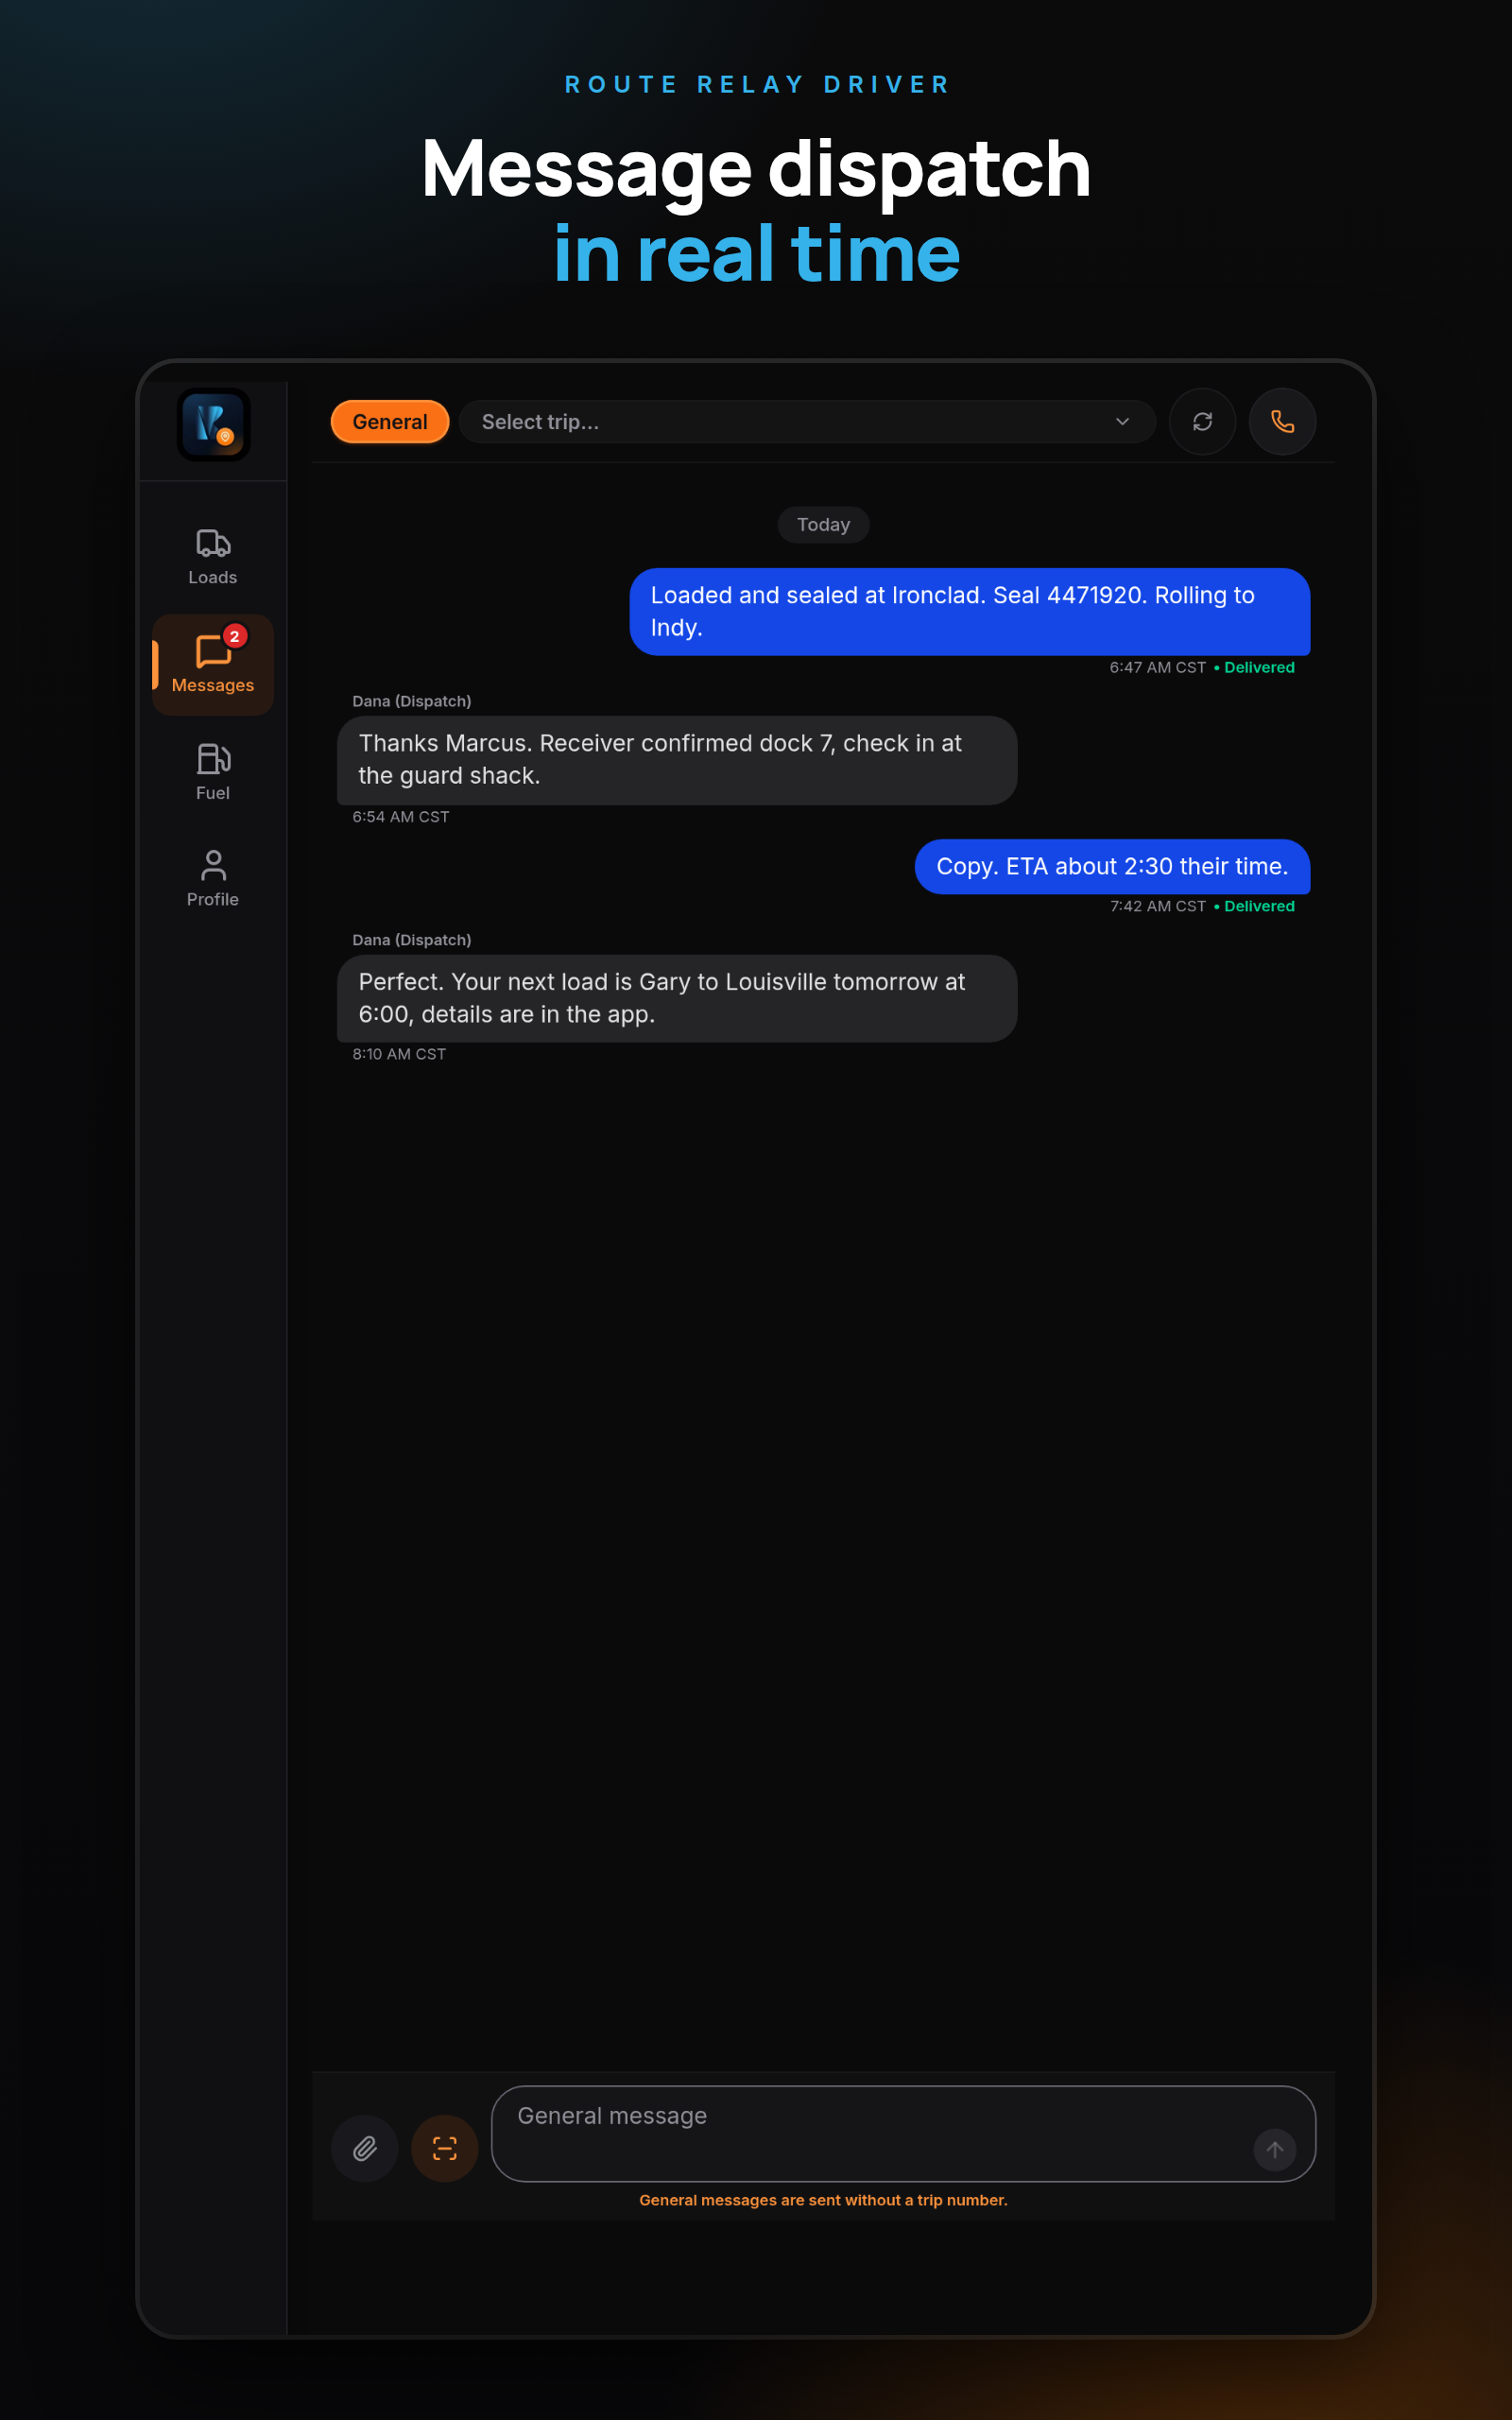 ROUTE RELAY DRIVER
Message dispatch
in real time
General
Select trip...
Loads
2
Messages
Fuel
Profile
Today
Loaded and sealed at Ironclad. Seal 4471920. Rolling to
Indy.
6:47 AM CST • Delivered
Dana (Dispatch)
Thanks Marcus. Receiver confirmed dock 7, check in at
the guard shack.
6:54 AM CST
Copy. ETA about 2:30 their time.
7:42 AM CST • Delivered
Dana (Dispatch)
Perfect. Your next load is Gary to Louisville tomorrow at
6:00, details are in the app.
8:10 AM CST
General message
General messages are sent without a trip number.